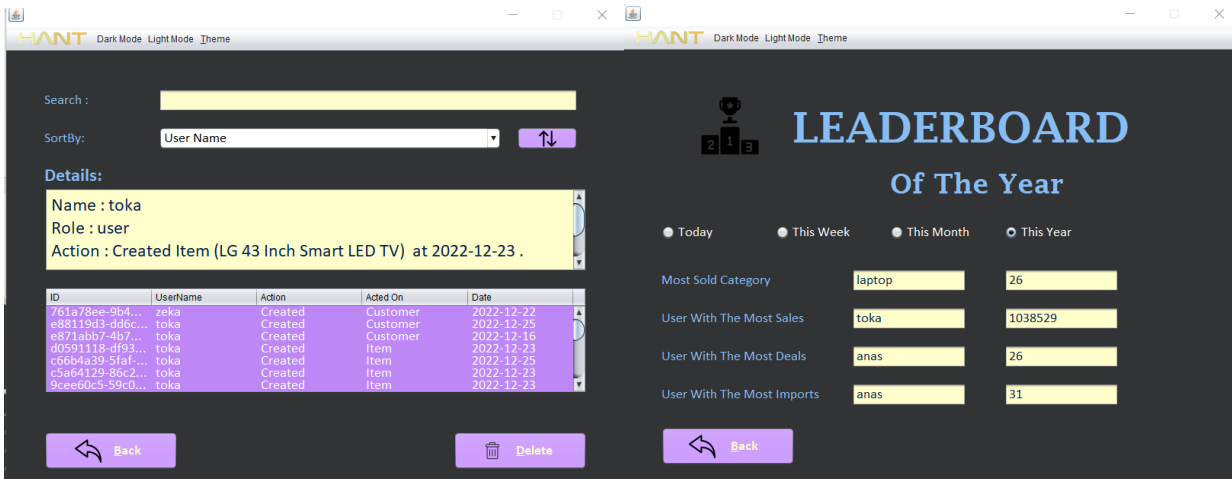 HANT Dark Mode Light Mode Theme
Search :
SortBy: User Name
Details:
Name : toka
Role : user
Action : Created Item (LG 43 Inch Smart LED TV) at 2022-12-23 .
ID UserName Action Acted On Date
761a78ee-9b4... zeka Created Customer 2022-12-22
e88119d3-dd6c... toka Created Customer 2022-12-25
e871abb7-4b7... toka Created Customer 2022-12-16
d0591118-df93... toka Created Item 2022-12-23
c66b4a39-5faf-... toka Created Item 2022-12-25
c5a64129-86c2... toka Created Item 2022-12-23
9cee60c5-59c0... toka Created Item 2022-12-23
Back Delete
HANT Dark Mode Light Mode Theme
2 1 3
LEADERBOARD
Of The Year
Today This Week This Month This Year
Most Sold Category laptop 26
User With The Most Sales toka 1038529
User With The Most Deals anas 26
User With The Most Imports anas 31
Back